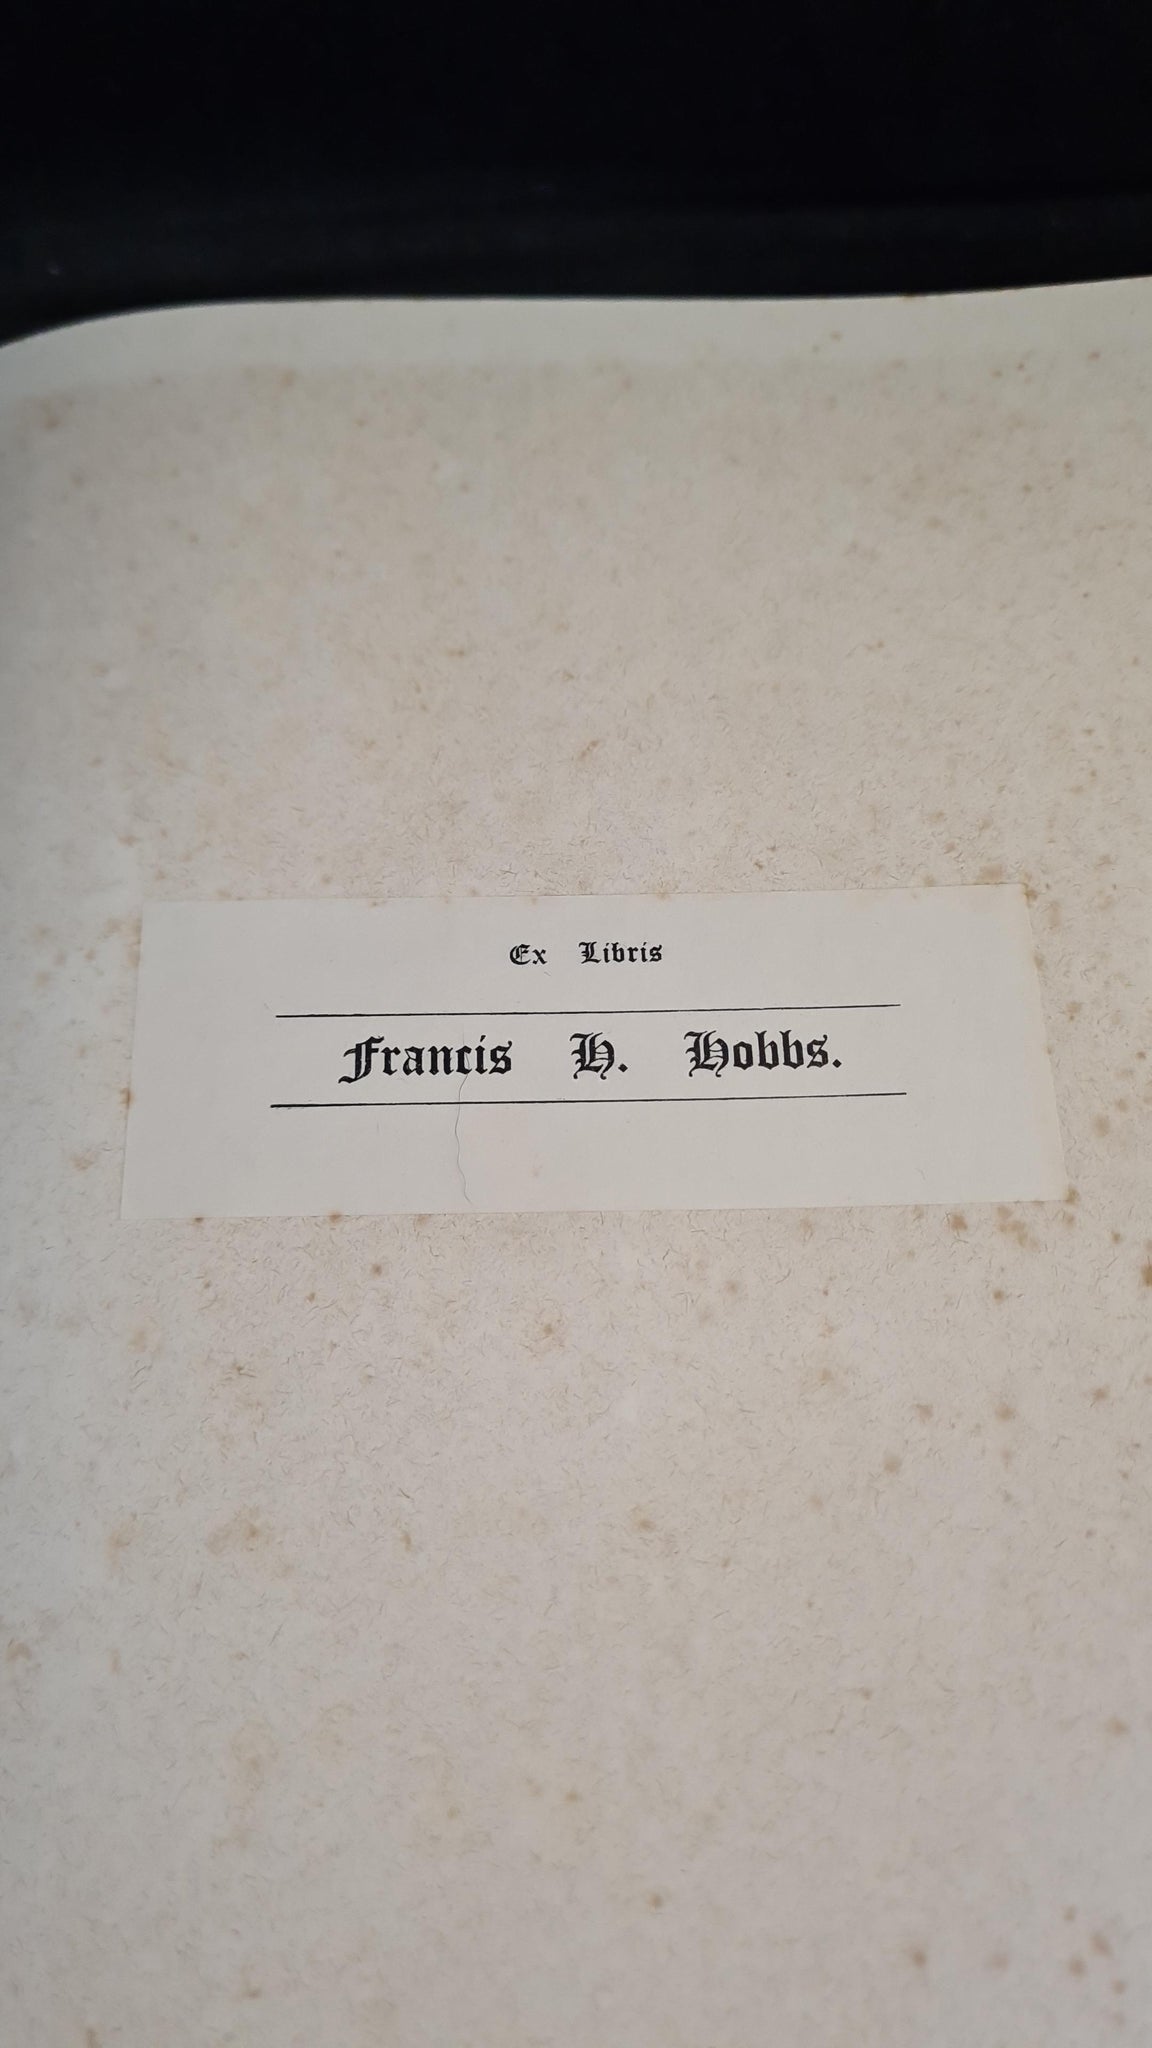 Ex Libris
Francis H. Hobbs.